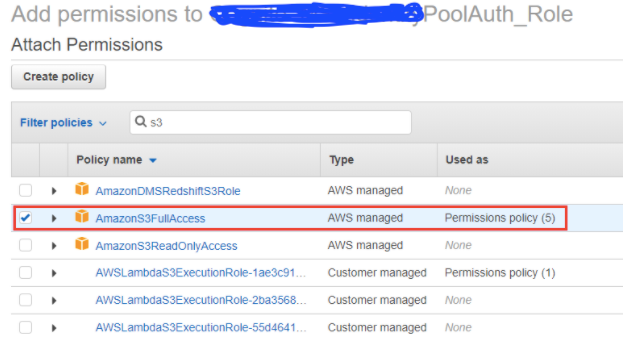 Add permissions to PoolAuth_Role
Attach Permissions
Create policy
Filter policies s3
Policy name Type Used as
AmazonDMSRedshiftS3Role AWS managed None
AmazonS3FullAccess AWS managed Permissions policy (5)
AmazonS3ReadOnlyAccess AWS managed None
AWSLambdaS3ExecutionRole-1ae3c91... Customer managed Permissions policy (1)
AWSLambdaS3ExecutionRole-2ba3568... Customer managed None
AWSLambdaS3ExecutionRole-55d4641... Customer managed None